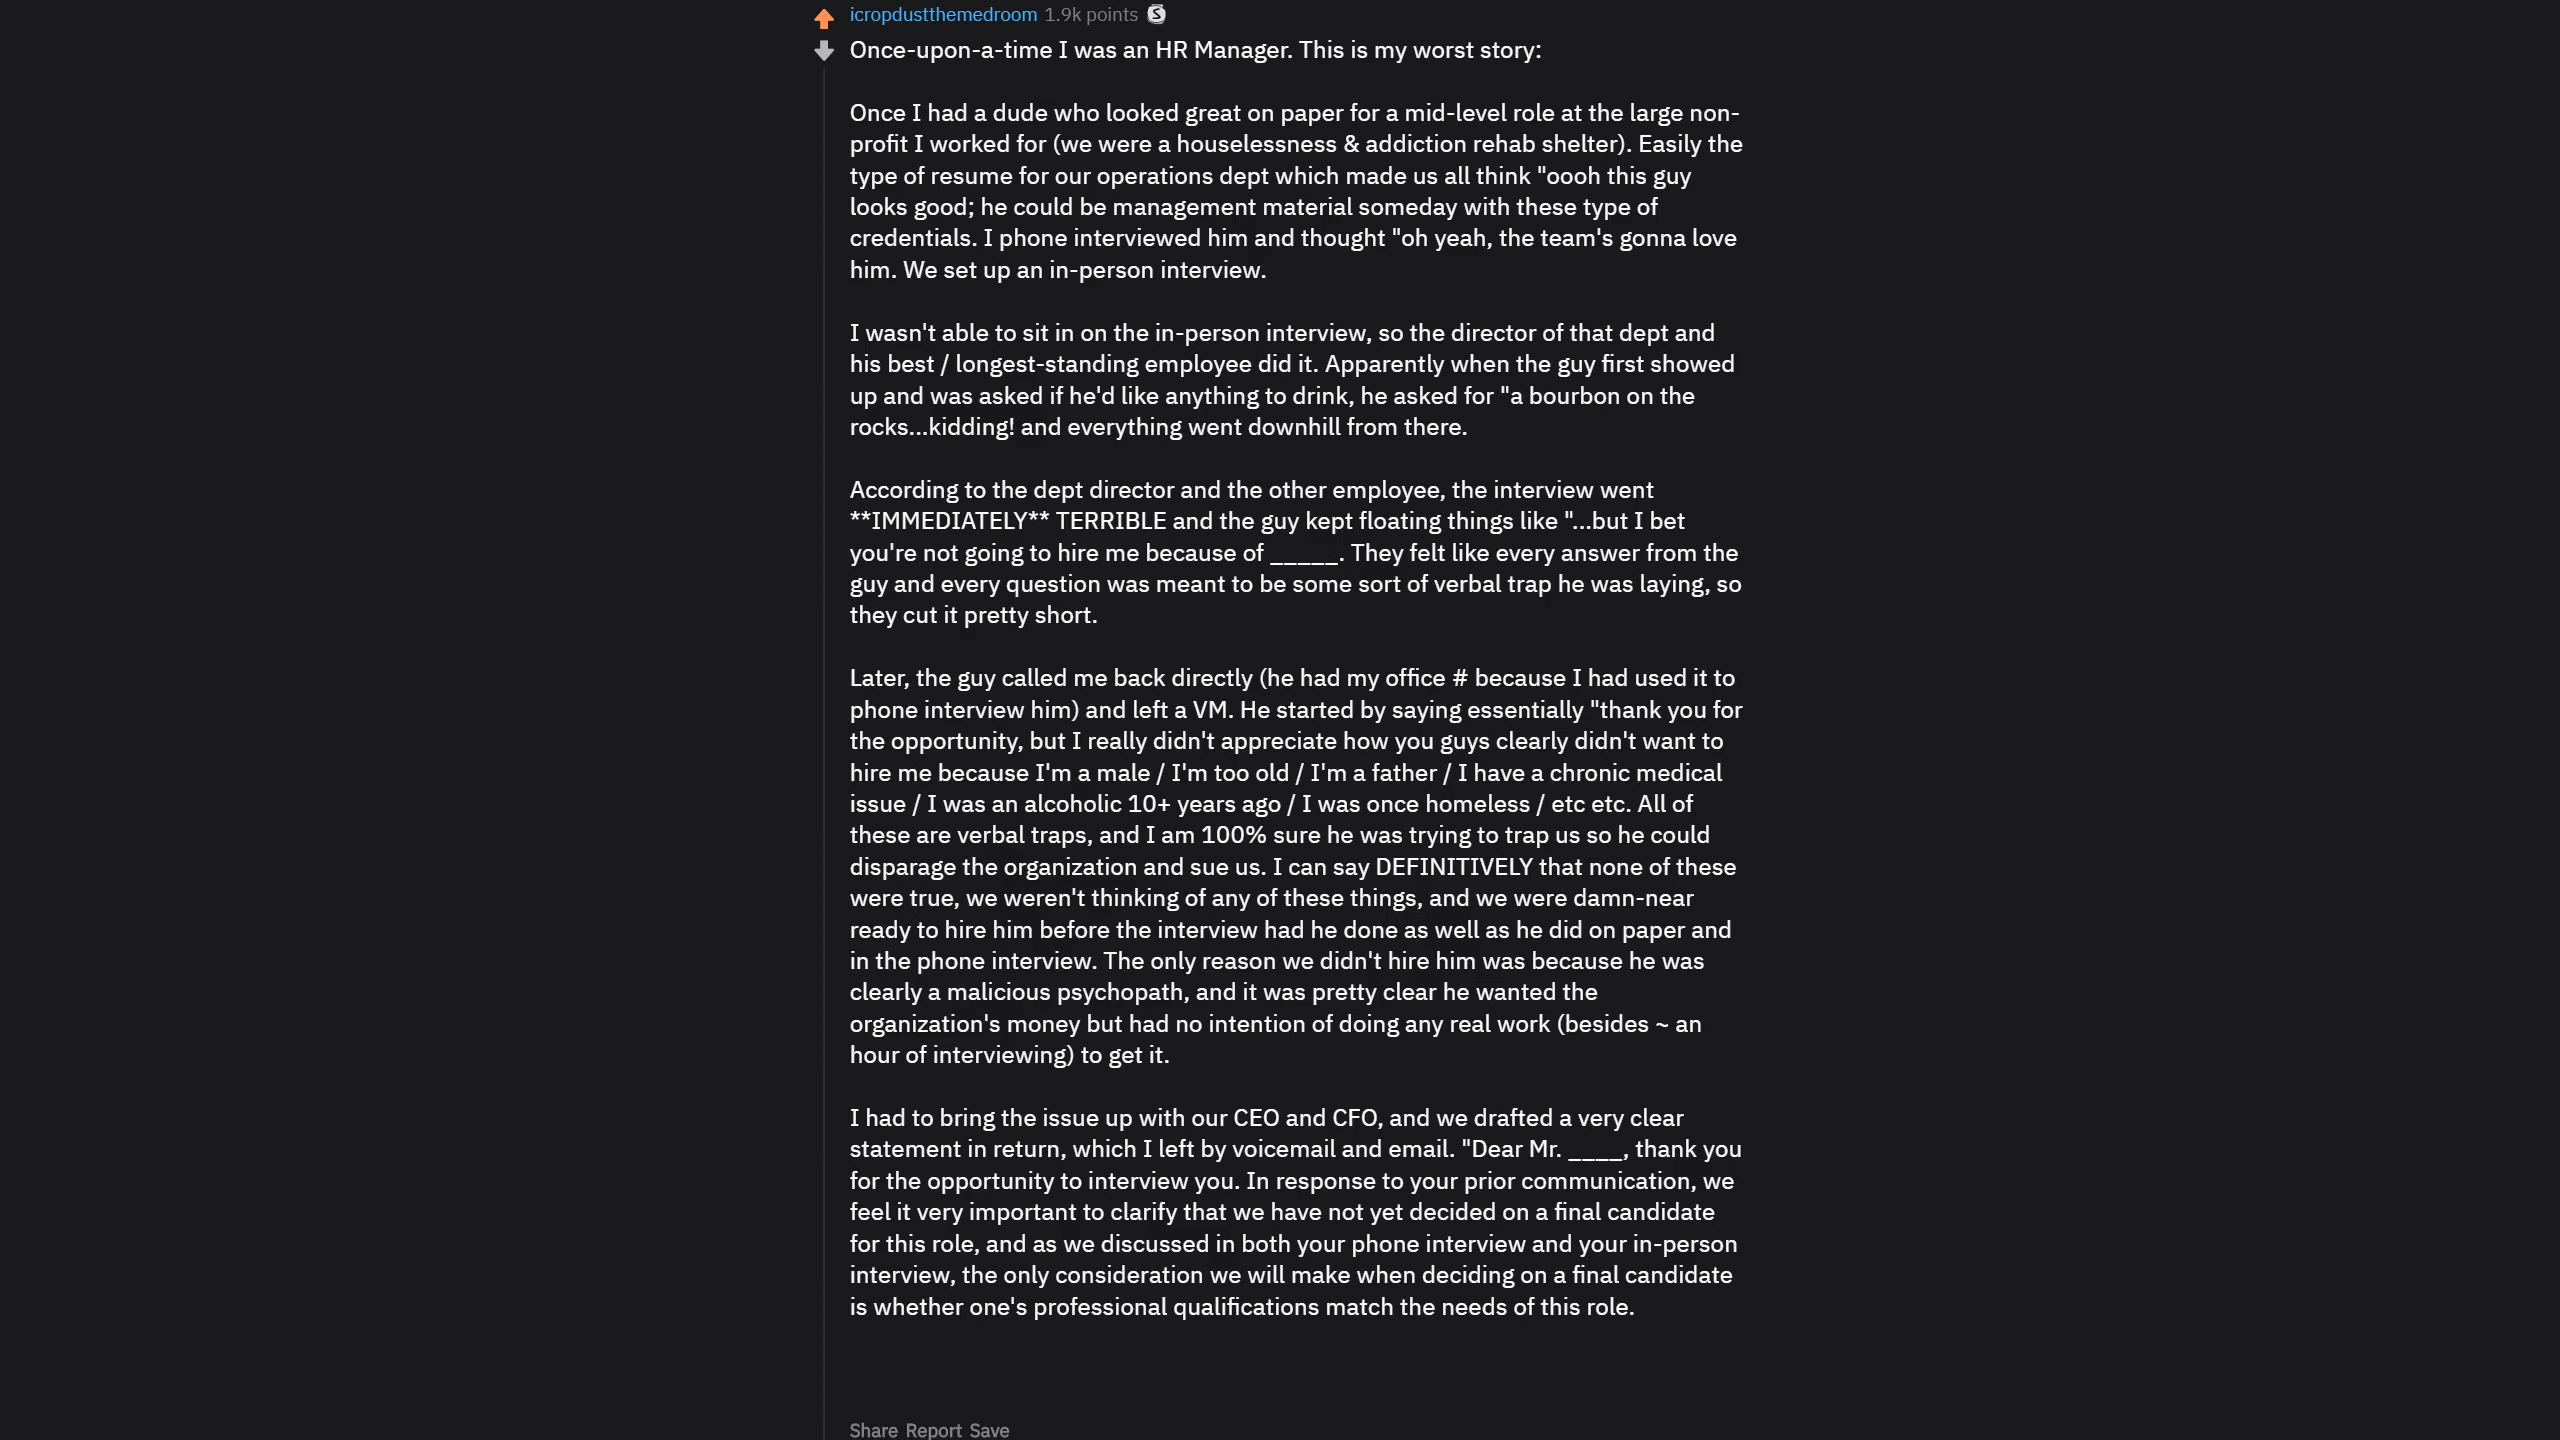 icropdustthemedroom 1.9k points
Once-upon-a-time I was an HR Manager. This is my worst story:
Once I had a dude who looked great on paper for a mid-level role at the large non-
profit I worked for (we were a houselessness & addiction rehab shelter). Easily the
type of resume for our operations dept which made us all think "oooh this guy
looks good; he could be management material someday with these type of
credentials. I phone interviewed him and thought "oh yeah, the team's gonna love
him. We set up an in-person interview.
I wasn't able to sit in on the in-person interview, so the director of that dept and
his best / longest-standing employee did it. Apparently when the guy first showed
up and was asked if he'd like anything to drink, he asked for "a bourbon on the
rocks...kidding! and everything went downhill from there.
According to the dept director and the other employee, the interview went
**IMMEDIATELY** TERRIBLE and the guy kept floating things like "...but I bet
you're not going to hire me because of _____. They felt like every answer from the
guy and every question was meant to be some sort of verbal trap he was laying, so
they cut it pretty short.
Later, the guy called me back directly (he had my office # because I had used it to
phone interview him) and left a VM. He started by saying essentially "thank you for
the opportunity, but I really didn't appreciate how you guys clearly didn't want to
hire me because I'm a male / I'm too old / I'm a father / I have a chronic medical
issue / I was an alcoholic 10+ years ago / I was once homeless / etc etc. All of
these are verbal traps, and I am 100% sure he was trying to trap us so he could
disparage the organization and sue us. I can say DEFINITIVELY that none of these
were true, we weren't thinking of any of these things, and we were damn-near
ready to hire him before the interview had he done as well as he did on paper and
in the phone interview. The only reason we didn't hire him was because he was
clearly a malicious psychopath, and it was pretty clear he wanted the
organization's money but had no intention of doing any real work (besides ~ an
hour of interviewing) to get it.
I had to bring the issue up with our CEO and CFO, and we drafted a very clear
statement in return, which I left by voicemail and email. "Dear Mr. ____, thank you
for the opportunity to interview you. In response to your prior communication, we
feel it very important to clarify that we have not yet decided on a final candidate
for this role, and as we discussed in both your phone interview and your in-person
interview, the only consideration we will make when deciding on a final candidate
is whether one's professional qualifications match the needs of this role.
Share Report Save